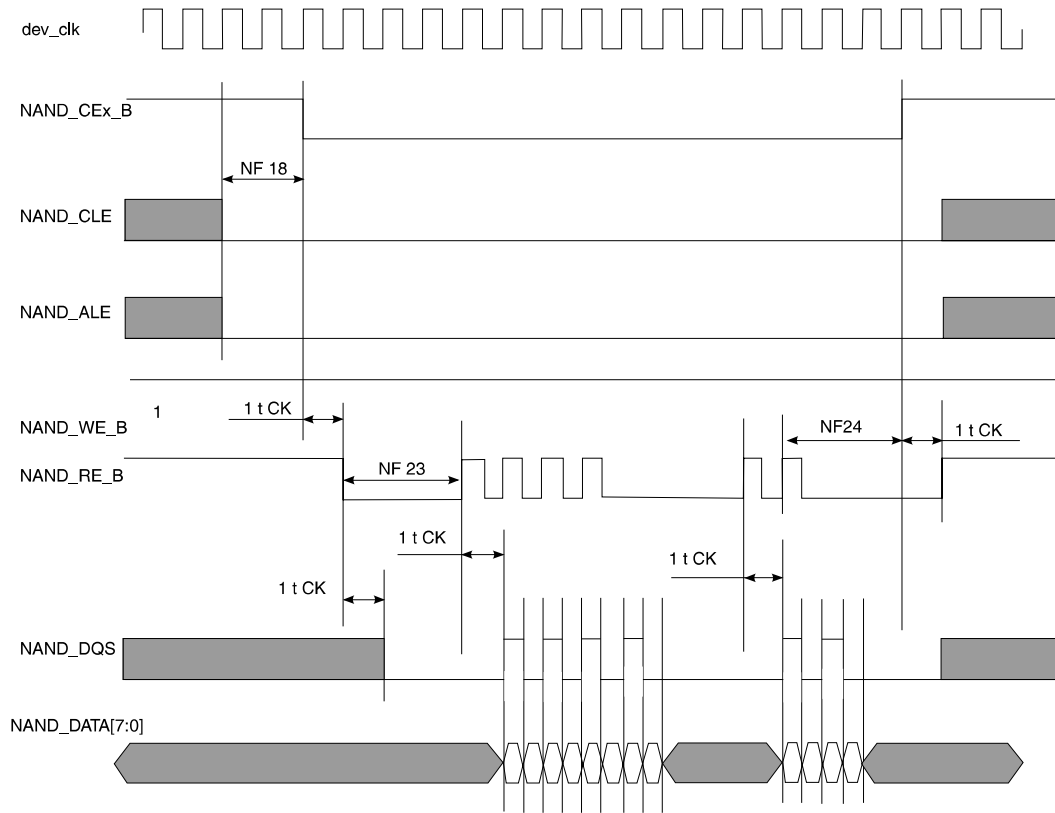 dev_clk
NAND_CEx_B
NF 18
NAND_CLE
NAND_ALE
1
1 t CK
NF24
1 t CK
NAND_WE_B
NF 23
NAND_RE_B
1 t CK
1 t CK
1 t CK
NAND_DQS
NAND_DATA[7:0]